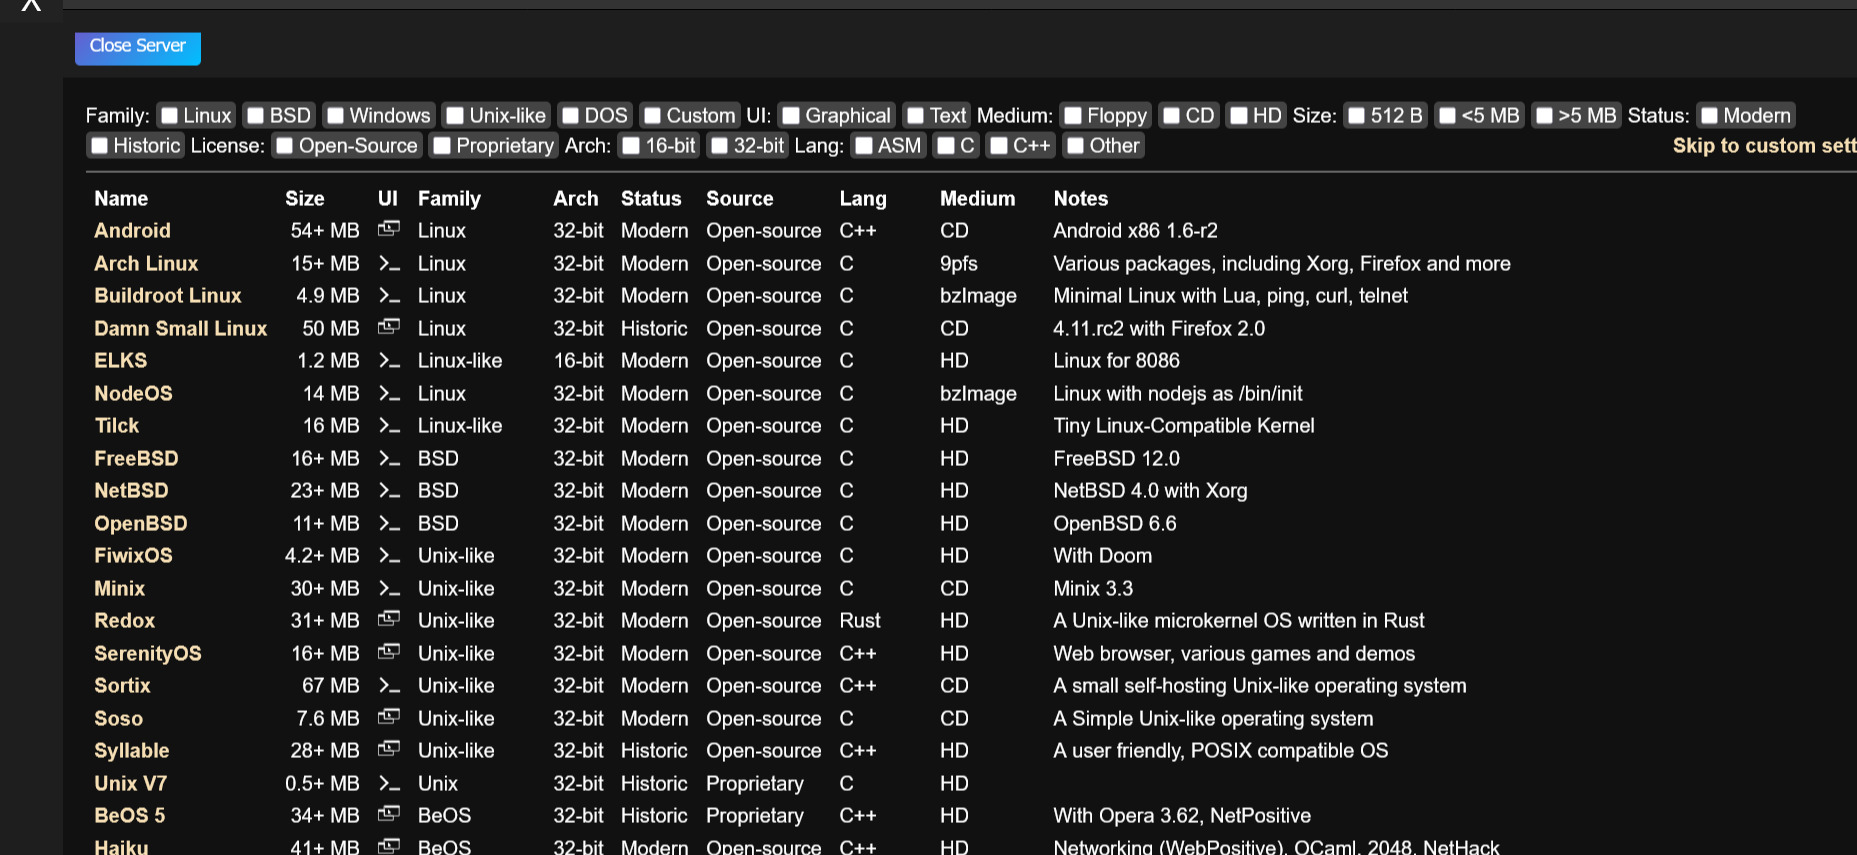 X
Close Server
Family: Linux BSD Windows Unix-like DOS Custom UI: Graphical Text Medium: Floppy CD HD Size: 512 B <5 MB >5 MB Status: Modern
Historic License: Open-Source Proprietary Arch: 16-bit 32-bit Lang: ASM C C++ Other Skip to custom sett
Name Size UI Family Arch Status Source Lang Medium Notes
Android 54+ MB Linux 32-bit Modern Open-source C++ CD Android x86 1.6-r2
Arch Linux 15+ MB >_ Linux 32-bit Modern Open-source C 9pfs Various packages, including Xorg, Firefox and more
Buildroot Linux 4.9 MB >_ Linux 32-bit Modern Open-source C bzImage Minimal Linux with Lua, ping, curl, telnet
Damn Small Linux 50 MB Linux 32-bit Historic Open-source C CD 4.11.rc2 with Firefox 2.0
ELKS 1.2 MB >_ Linux-like 16-bit Modern Open-source C HD Linux for 8086
NodeOS 14 MB >_ Linux 32-bit Modern Open-source C bzImage Linux with nodejs as /bin/init
Tilck 16 MB >_ Linux-like 32-bit Modern Open-source C HD Tiny Linux-Compatible Kernel
FreeBSD 16+ MB >_ BSD 32-bit Modern Open-source C HD FreeBSD 12.0
NetBSD 23+ MB >_ BSD 32-bit Modern Open-source C HD NetBSD 4.0 with Xorg
OpenBSD 11+ MB >_ BSD 32-bit Modern Open-source C HD OpenBSD 6.6
FiwixOS 4.2+ MB >_ Unix-like 32-bit Modern Open-source C HD With Doom
Minix 30+ MB >_ Unix-like 32-bit Modern Open-source C CD Minix 3.3
Redox 31+ MB Unix-like 32-bit Modern Open-source Rust HD A Unix-like microkernel OS written in Rust
SerenityOS 16+ MB Unix-like 32-bit Modern Open-source C++ HD Web browser, various games and demos
Sortix 67 MB >_ Unix-like 32-bit Modern Open-source C++ CD A small self-hosting Unix-like operating system
Soso 7.6 MB Unix-like 32-bit Modern Open-source C CD A Simple Unix-like operating system
Syllable 28+ MB Unix-like 32-bit Historic Open-source C++ HD A user friendly, POSIX compatible OS
Unix V7 0.5+ MB >_ Unix 32-bit Historic Proprietary C HD
BeOS 5 34+ MB BeOS 32-bit Historic Proprietary C++ HD With Opera 3.62, NetPositive
Haiku 41+ MB BeOS 32-bit Modern Open-source C++ HD Networking (WebPositive), OCaml, 2048, NetHack